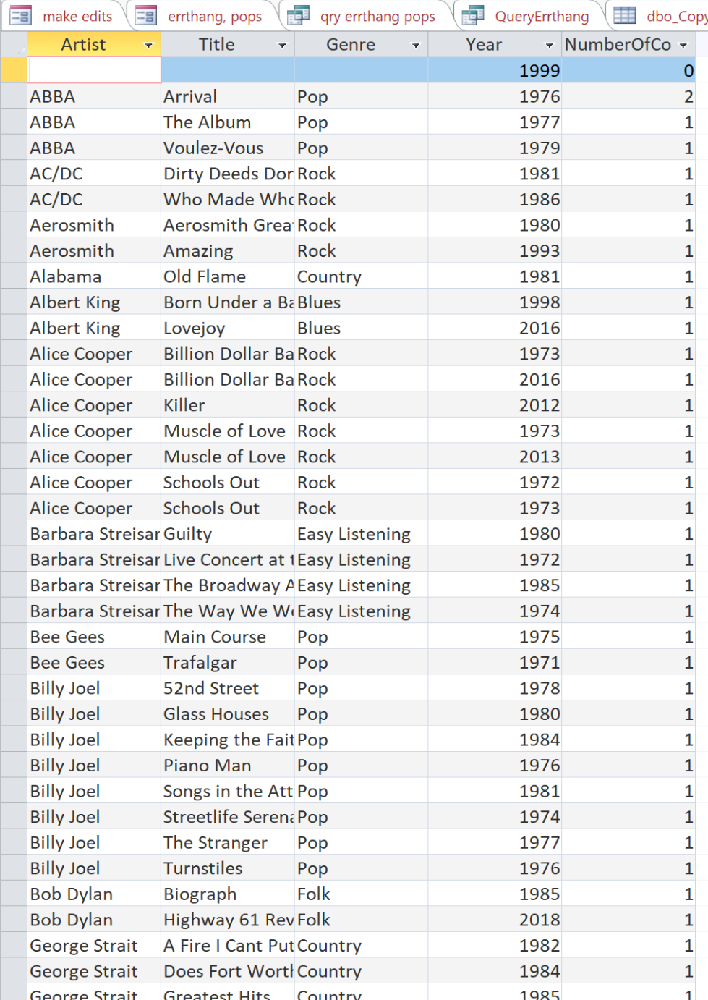 make edits errthang, pops qry errthang pops QueryErrthang dbo_Copy
Artist Title Genre Year NumberOfCo
1999 0
ABBA Arrival Pop 1976 2
ABBA The Album Pop 1977 1
ABBA Voulez-Vous Pop 1979 1
AC/DC Dirty Deeds Dor Rock 1981 1
AC/DC Who Made Who Rock 1986 1
Aerosmith Aerosmith Grea Rock 1980 1
Aerosmith Amazing Rock 1993 1
Alabama Old Flame Country 1981 1
Albert King Born Under a Ba Blues 1998 1
Albert King Lovejoy Blues 2016 1
Alice Cooper Billion Dollar Ba Rock 1973 1
Alice Cooper Billion Dollar Ba Rock 2016 1
Alice Cooper Killer Rock 2012 1
Alice Cooper Muscle of Love Rock 1973 1
Alice Cooper Muscle of Love Rock 2013 1
Alice Cooper Schools Out Rock 1972 1
Alice Cooper Schools Out Rock 1973 1
Barbara Streisar Guilty Easy Listening 1980 1
Barbara Streisar Live Concert at t Easy Listening 1972 1
Barbara Streisar The Broadway A Easy Listening 1985 1
Barbara Streisar The Way We We Easy Listening 1974 1
Bee Gees Main Course Pop 1975 1
Bee Gees Trafalgar Pop 1971 1
Billy Joel 52nd Street Pop 1978 1
Billy Joel Glass Houses Pop 1980 1
Billy Joel Keeping the Fait Pop 1984 1
Billy Joel Piano Man Pop 1976 1
Billy Joel Songs in the Att Pop 1981 1
Billy Joel Streetlife Serena Pop 1974 1
Billy Joel The Stranger Pop 1977 1
Billy Joel Turnstiles Pop 1976 1
Bob Dylan Biograph Folk 1985 1
Bob Dylan Highway 61 Rev Folk 2018 1
George Strait A Fire I Cant Put Country 1982 1
George Strait Does Fort Worth Country 1984 1
George Strait Greatest Hits Country 1985 1